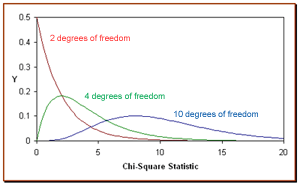 0.5
2 degrees of freedom
0.4
0.3
Y
4 degrees of freedom
0.2
10 degrees of freedom
0.1
0
0 5 10 15 20
Chi-Square Statistic